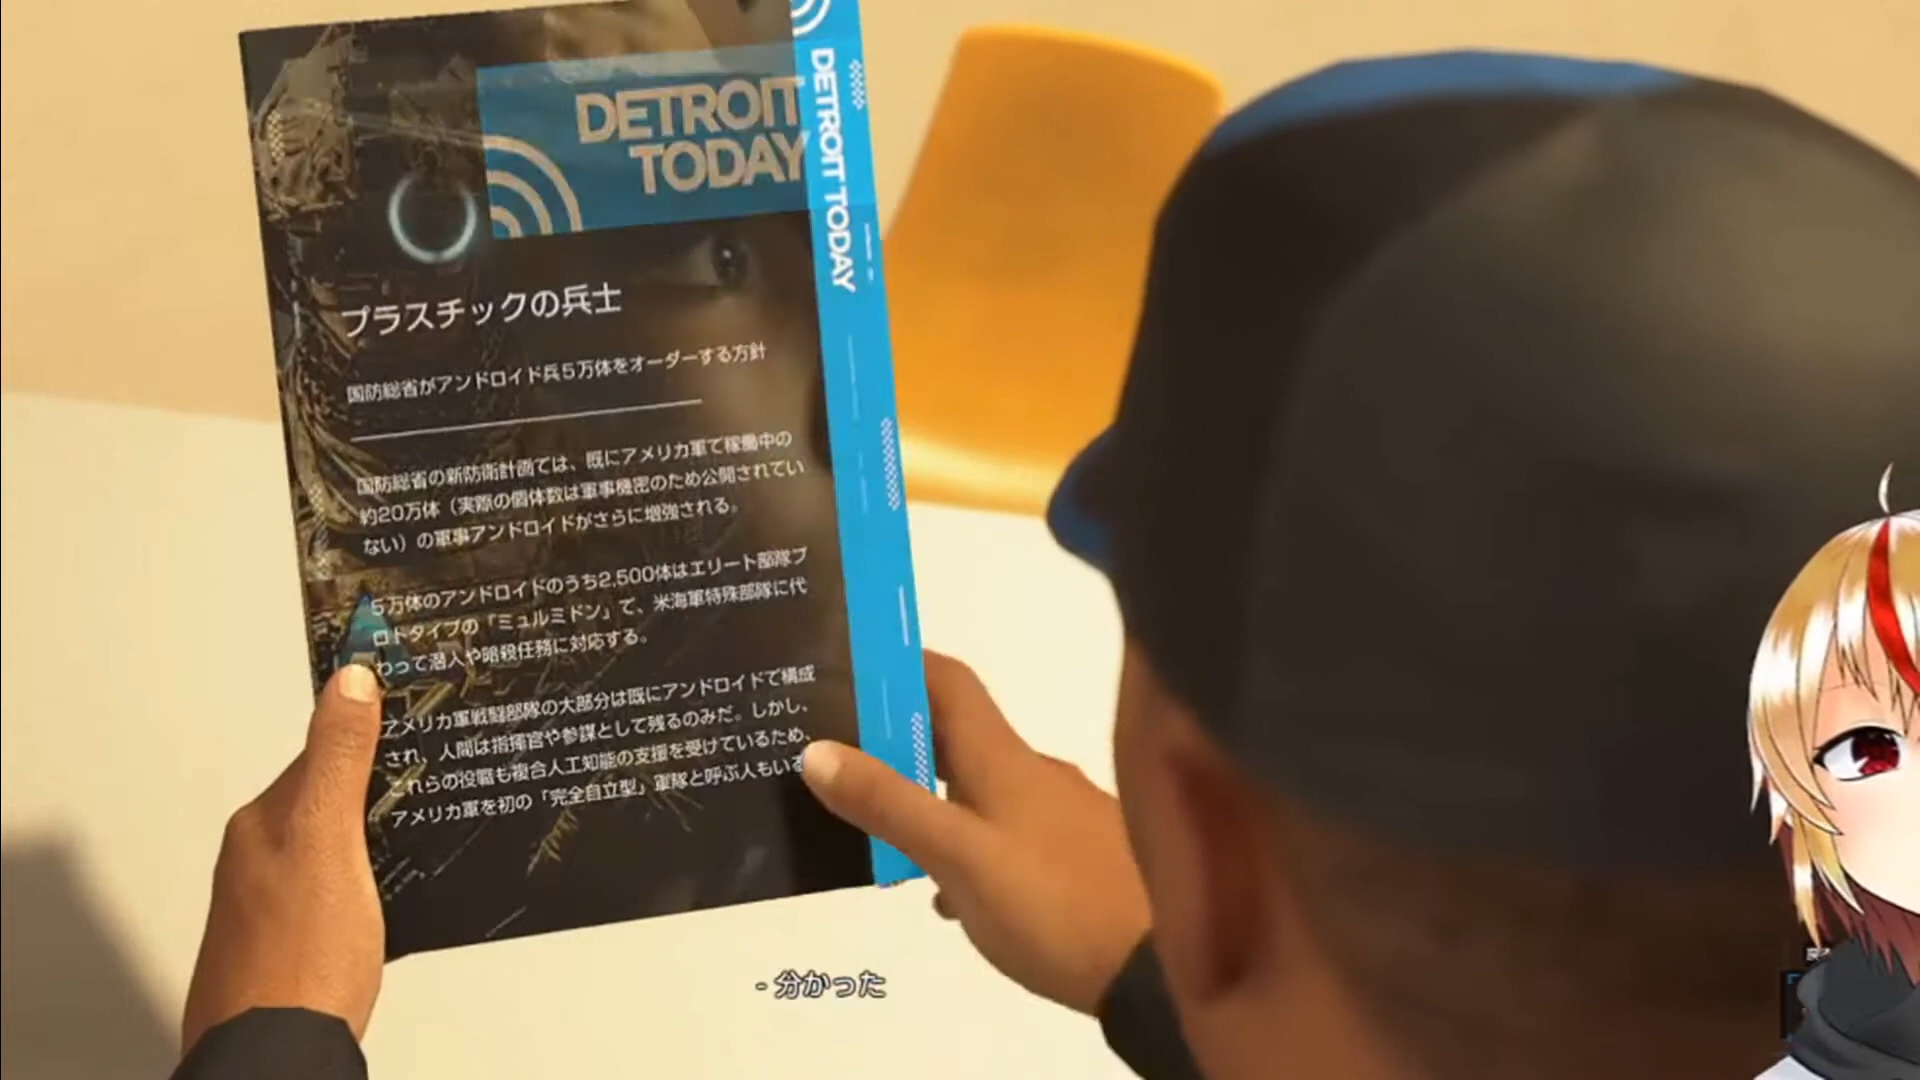 DETROIT
TODAY
DETROIT TODAY
プラスチックの兵士
国防総省がアンドロイド兵5万体をオーダーする方針
国防総省の新防衛計画では、既にアメリカ軍で稼働中の
約20万体（実際の個体数は軍事機密のため公開されてい
ない）の軍事アンドロイドがさらに増強される。
5万体のアンドロイドのうち2,500体はエリート部隊プ
ロトタイプの「ミュルミドン」で、米海軍特殊部隊に代
わって潜入や暗殺任務に対応する。
アメリカ軍戦闘部隊の大部分は既にアンドロイドで構成
され、人間は指揮官や参謀として残るのみだ。しかし、
これらの役職も複合人工知能の支援を受けているため、
アメリカ軍を初の「完全自立型」軍隊と呼ぶ人もいる
- 分かった